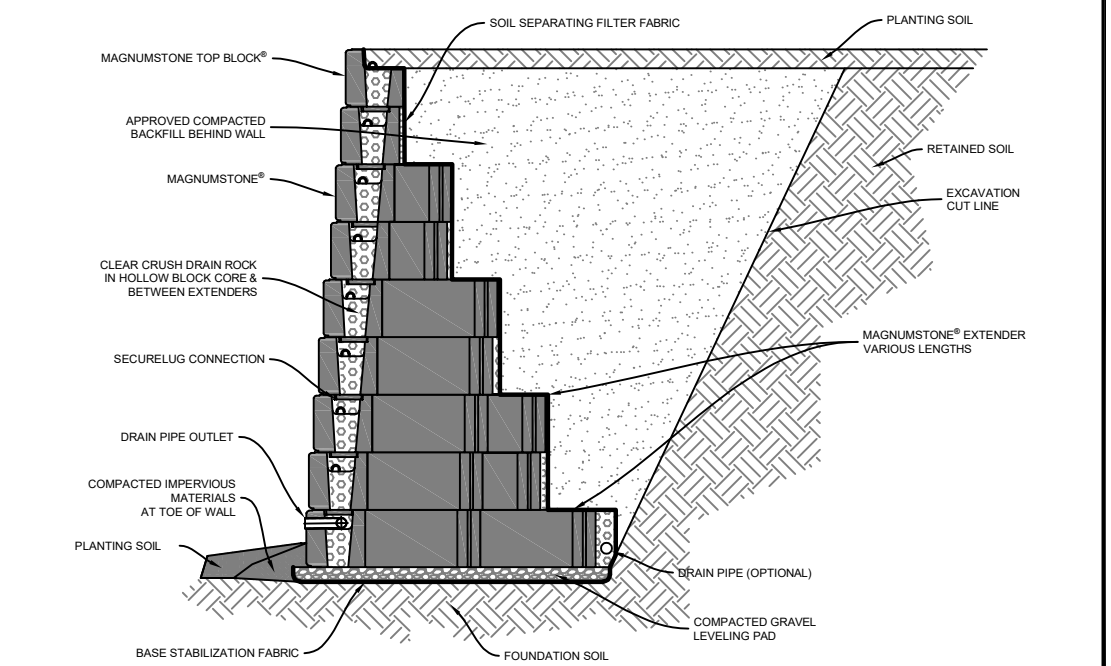 SOIL SEPARATING FILTER FABRIC
PLANTING SOIL
MAGNUMSTONE TOP BLOCK®
APPROVED COMPACTED
BACKFILL BEHIND WALL
RETAINED SOIL
MAGNUMSTONE®
EXCAVATION
CUT LINE
CLEAR CRUSH DRAIN ROCK
IN HOLLOW BLOCK CORE &
BETWEEN EXTENDERS
MAGNUMSTONE® EXTENDER
VARIOUS LENGTHS
SECURELUG CONNECTION
DRAIN PIPE OUTLET
COMPACTED IMPERVIOUS
MATERIALS
AT TOE OF WALL
PLANTING SOIL
DRAIN PIPE (OPTIONAL)
COMPACTED GRAVEL
LEVELING PAD
BASE STABILIZATION FABRIC
FOUNDATION SOIL